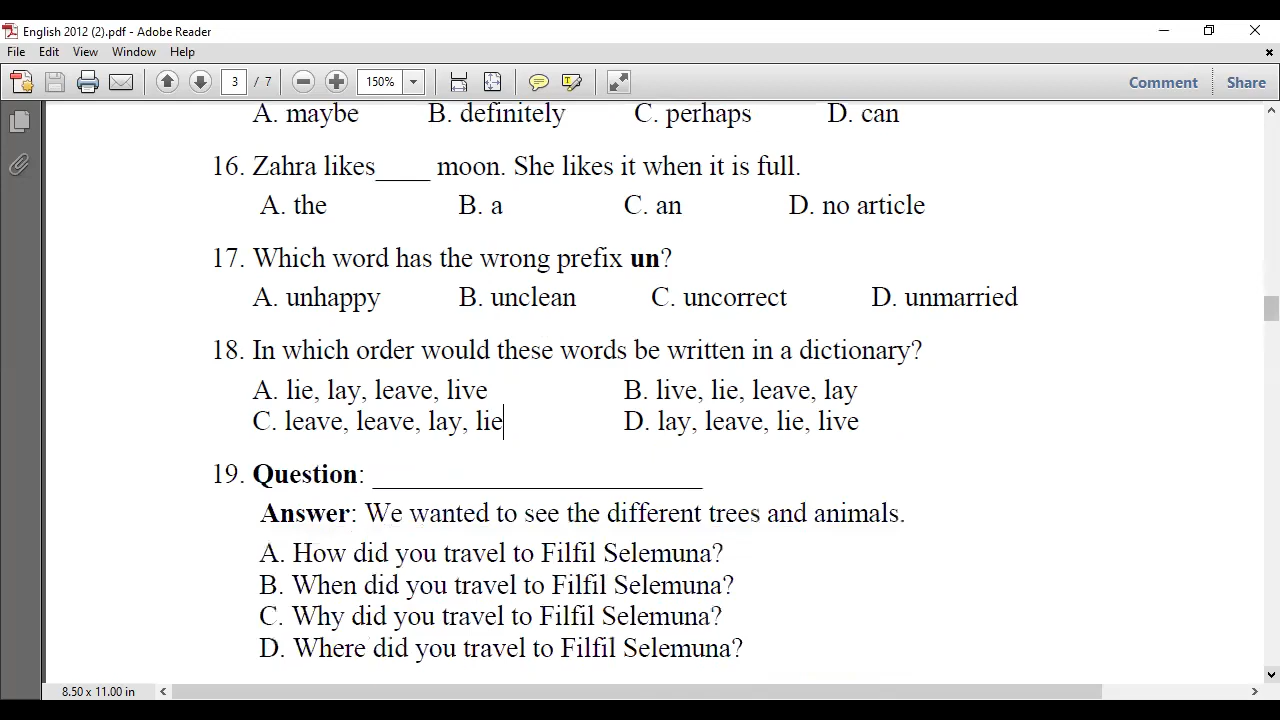 English 2012 (2).pdf - Adobe Reader
File Edit View Window Help
3 / 7 150% Comment Share
A. maybe B. definitely C. perhaps D. can
16. Zahra likes____ moon. She likes it when it is full.
A. the B. a C. an D. no article
17. Which word has the wrong prefix un?
A. unhappy B. unclean C. uncorrect D. unmarried
18. In which order would these words be written in a dictionary?
A. lie, lay, leave, live B. live, lie, leave, lay
C. leave, leave, lay, lie D. lay, leave, lie, live
19. Question: _______________________
Answer: We wanted to see the different trees and animals.
A. How did you travel to Filfil Selemuna?
B. When did you travel to Filfil Selemuna?
C. Why did you travel to Filfil Selemuna?
D. Where did you travel to Filfil Selemuna?
8.50 x 11.00 in